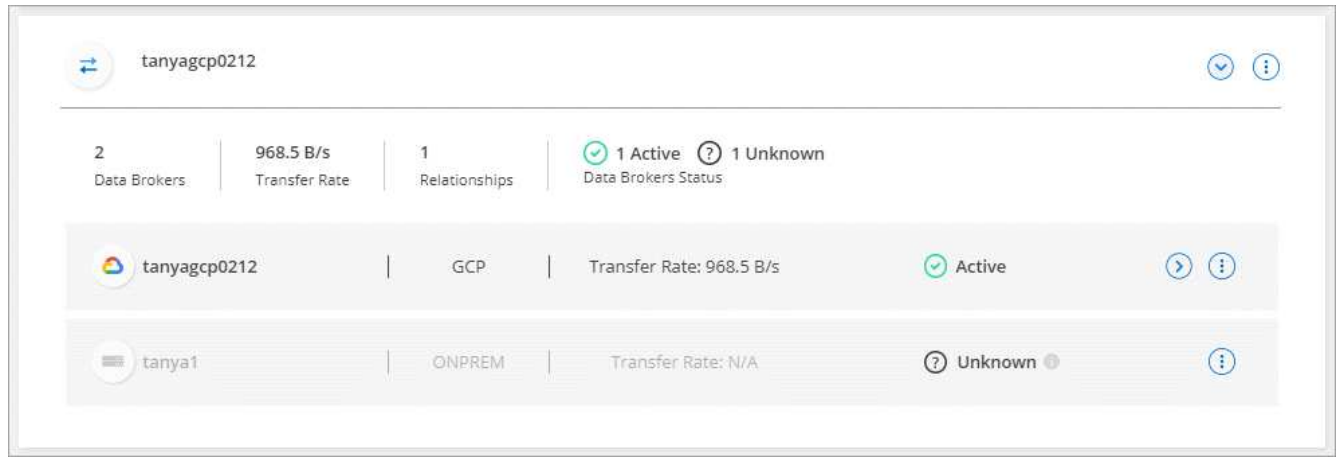 tanyagcp0212
2 968.5 B/s 1 1 Active ? 1 Unknown
Data Brokers Transfer Rate Relationships Data Brokers Status
tanyagcp0212 GCP Transfer Rate: 968.5 B/s Active
tanya1 ONPREM Transfer Rate: N/A ? Unknown i